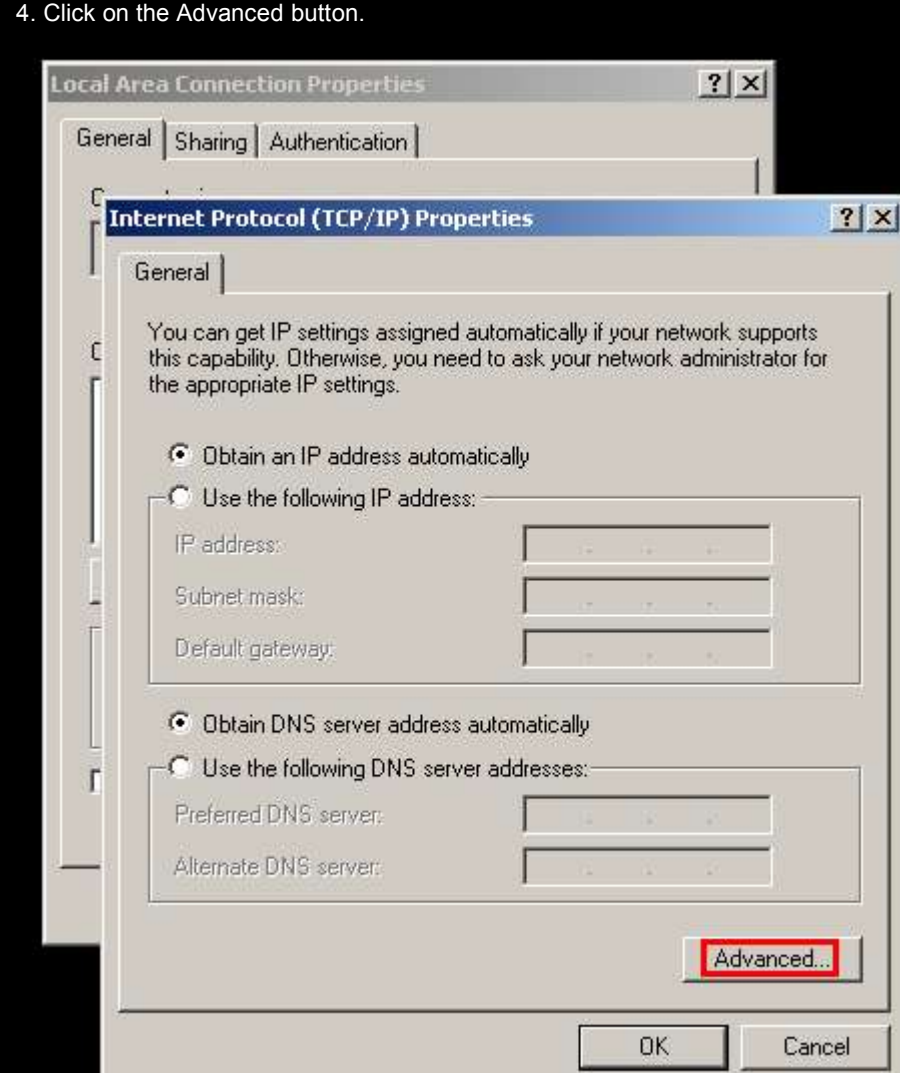 4. Click on the Advanced button.
Local Area Connection Properties
General Sharing Authentication
Internet Protocol (TCP/IP) Properties
General
You can get IP settings assigned automatically if your network supports
this capability. Otherwise, you need to ask your network administrator for
the appropriate IP settings.
Obtain an IP address automatically
Use the following IP address:
IP address:
Subnet mask:
Default gateway:
Obtain DNS server address automatically
Use the following DNS server addresses:
Preferred DNS server:
Alternate DNS server:
Advanced...
OK Cancel